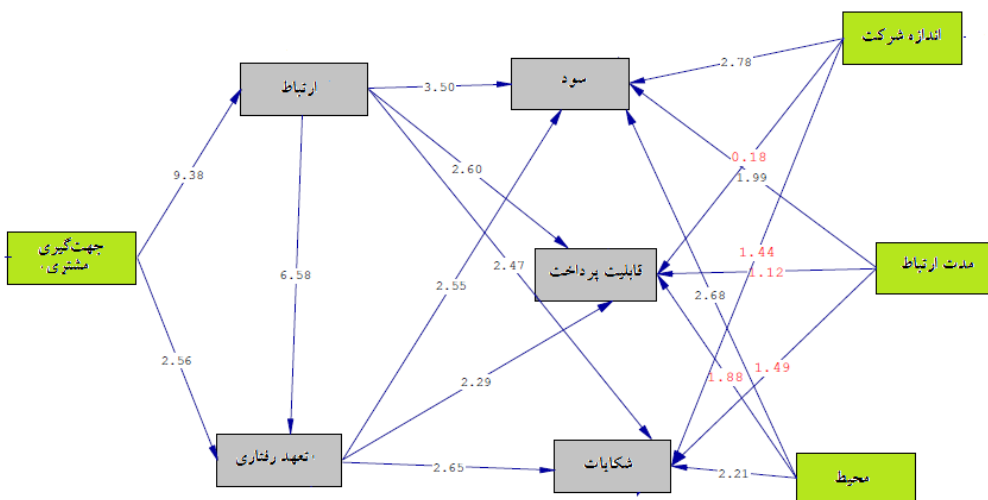 اندازه شرکت
سود
2.78
ارتباط
3.50
0.18
1.99
2.60
9.38
جهت‌گیری
مشتری.
مدت ارتباط
قابلیت پرداخت
1.44
1.12
2.47
6.58
2.55
2.68
2.56
2.29
1.88
1.49
تعهد رفتاری
2.65
شکایات
2.21
محیط